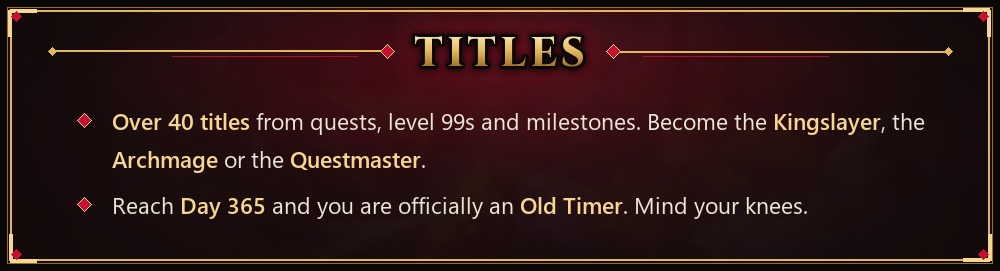 TITLES
Over 40 titles from quests, level 99s and milestones. Become the Kingslayer, the
Archmage or the Questmaster.
Reach Day 365 and you are officially an Old Timer. Mind your knees.